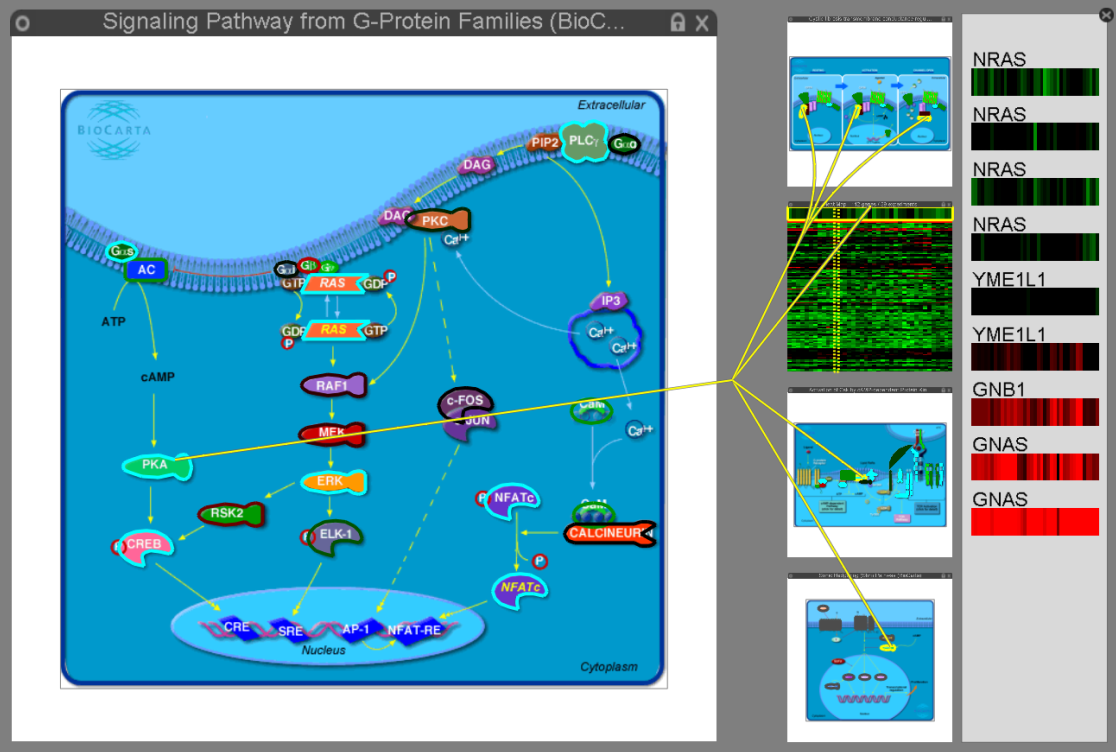 Signaling Pathway from G-Protein Families (BioC...
Extracellular
BIOCARTA
PIP2
PLCγ
Gαo
DAG
DAG
PKC
Ca++
Gαs
AC
Gαi
Gβ
Gγ
GTP
RAS
GDP
P
IP3
ATP
GDP
RAS
GTP
P
Ca++
Ca++
cAMP
RAF1
c-FOS
JUN
CaM
MEK
Ca++
PKA
ERK
P
NFATc
RSK2
CaM
P
ELK-1
CALCINEURIN
P
CREB
P
NFATc
CRE
SRE
AP-1
NFAT-RE
Nucleus
Cytoplasm
NRAS
NRAS
NRAS
NRAS
YME1L1
YME1L1
GNB1
GNAS
GNAS